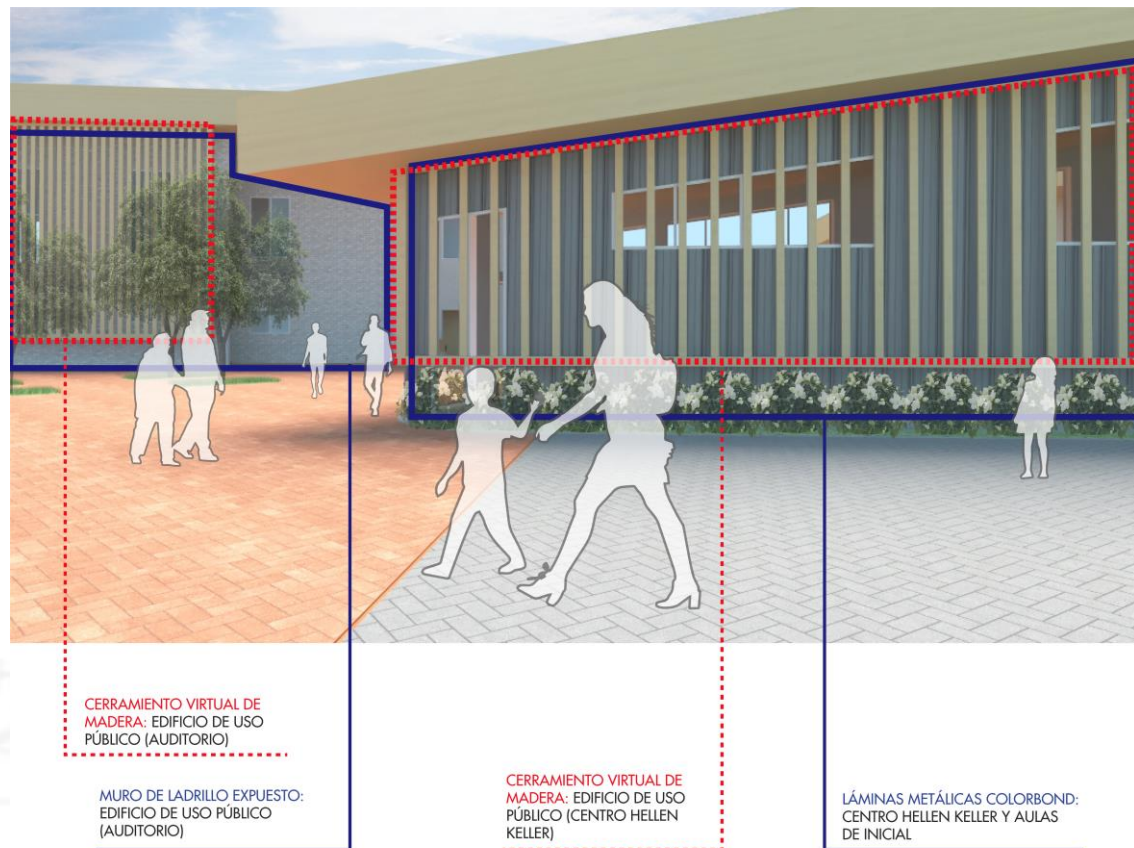 CERRAMIENTO VIRTUAL DE
MADERA: EDIFICIO DE USO
PÚBLICO (AUDITORIO)
MURO DE LADRILLO EXPUESTO:
EDIFICIO DE USO PÚBLICO
(AUDITORIO)
CERRAMIENTO VIRTUAL DE
MADERA: EDIFICIO DE USO
PÚBLICO (CENTRO HELLEN
KELLER)
LÁMINAS METÁLICAS COLORBOND:
CENTRO HELLEN KELLER Y AULAS
DE INICIAL